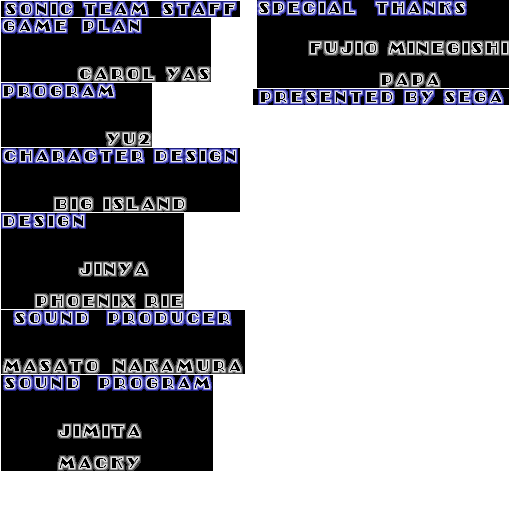 SONIC TEAM STAFF
GAME PLAN
CAROL YAS
PROGRAM
YU2
CHARACTER DESIGN
BIG ISLAND
DESIGN
JINYA
PHOENIX RIE
SOUND PRODUCER
MASATO NAKAMURA
SOUND PROGRAM
JIMITA
MACKY
SPECIAL THANKS
FUJIO MINEGISHI
PAPA
PRESENTED BY SEGA